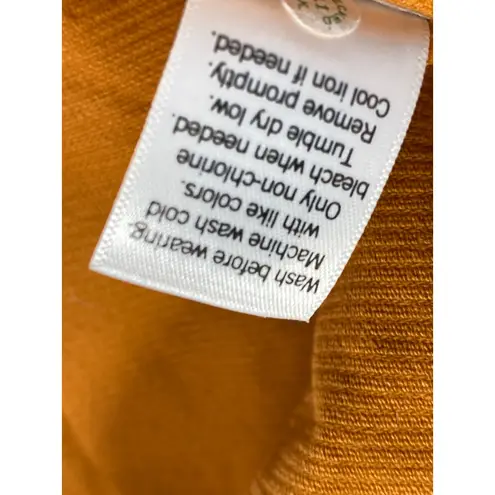 Wash before wearing.
Machine wash cold
with like colors.
Only non-chlorine
bleach when needed.
Tumble dry low.
Remove promptly.
Cool iron if needed.